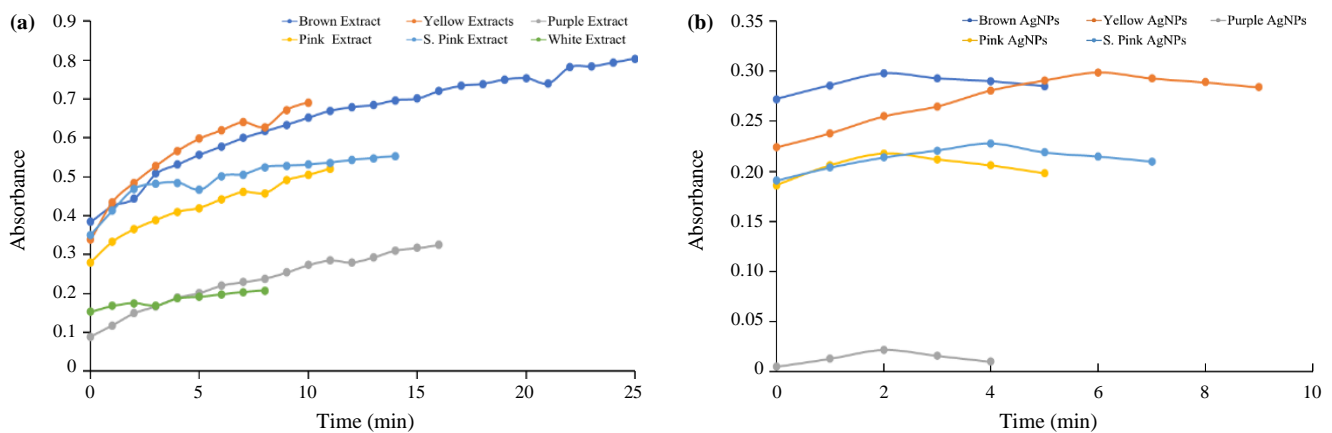 (a)
Brown Extract Yellow Extracts Purple Extract
Pink Extract S. Pink Extract White Extract
0.9
0.8
0.7
0.6
0.5
0.4
0.3
0.2
0.1
0
Absorbance
0 5 10 15 20 25
Time (min)
(b)
Brown AgNPs Yellow AgNPs Purple AgNPs
Pink AgNPs S. Pink AgNPs
0.35
0.30
0.25
0.20
0.15
0.10
0.05
0
Absorbance
0 2 4 6 8 10
Time (min)